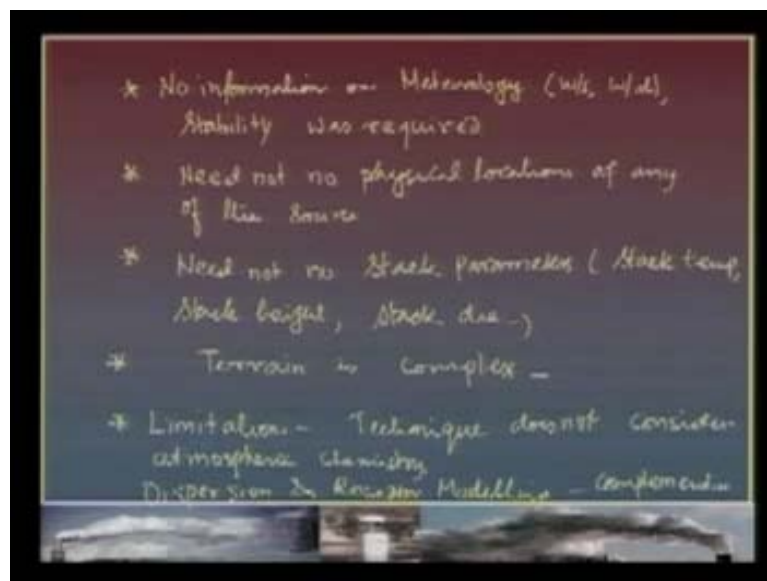 * No information on Meteorology (w/s, w/d),
Stability was required
* Need not no physical locations of any
of the source
* Need not no Stack parameters (Stack temp,
Stack height, Stack dia -)
* Terrain is complex -
* Limitation - Technique does not consider
atmospheric chemistry
Dispersion & Modelling -